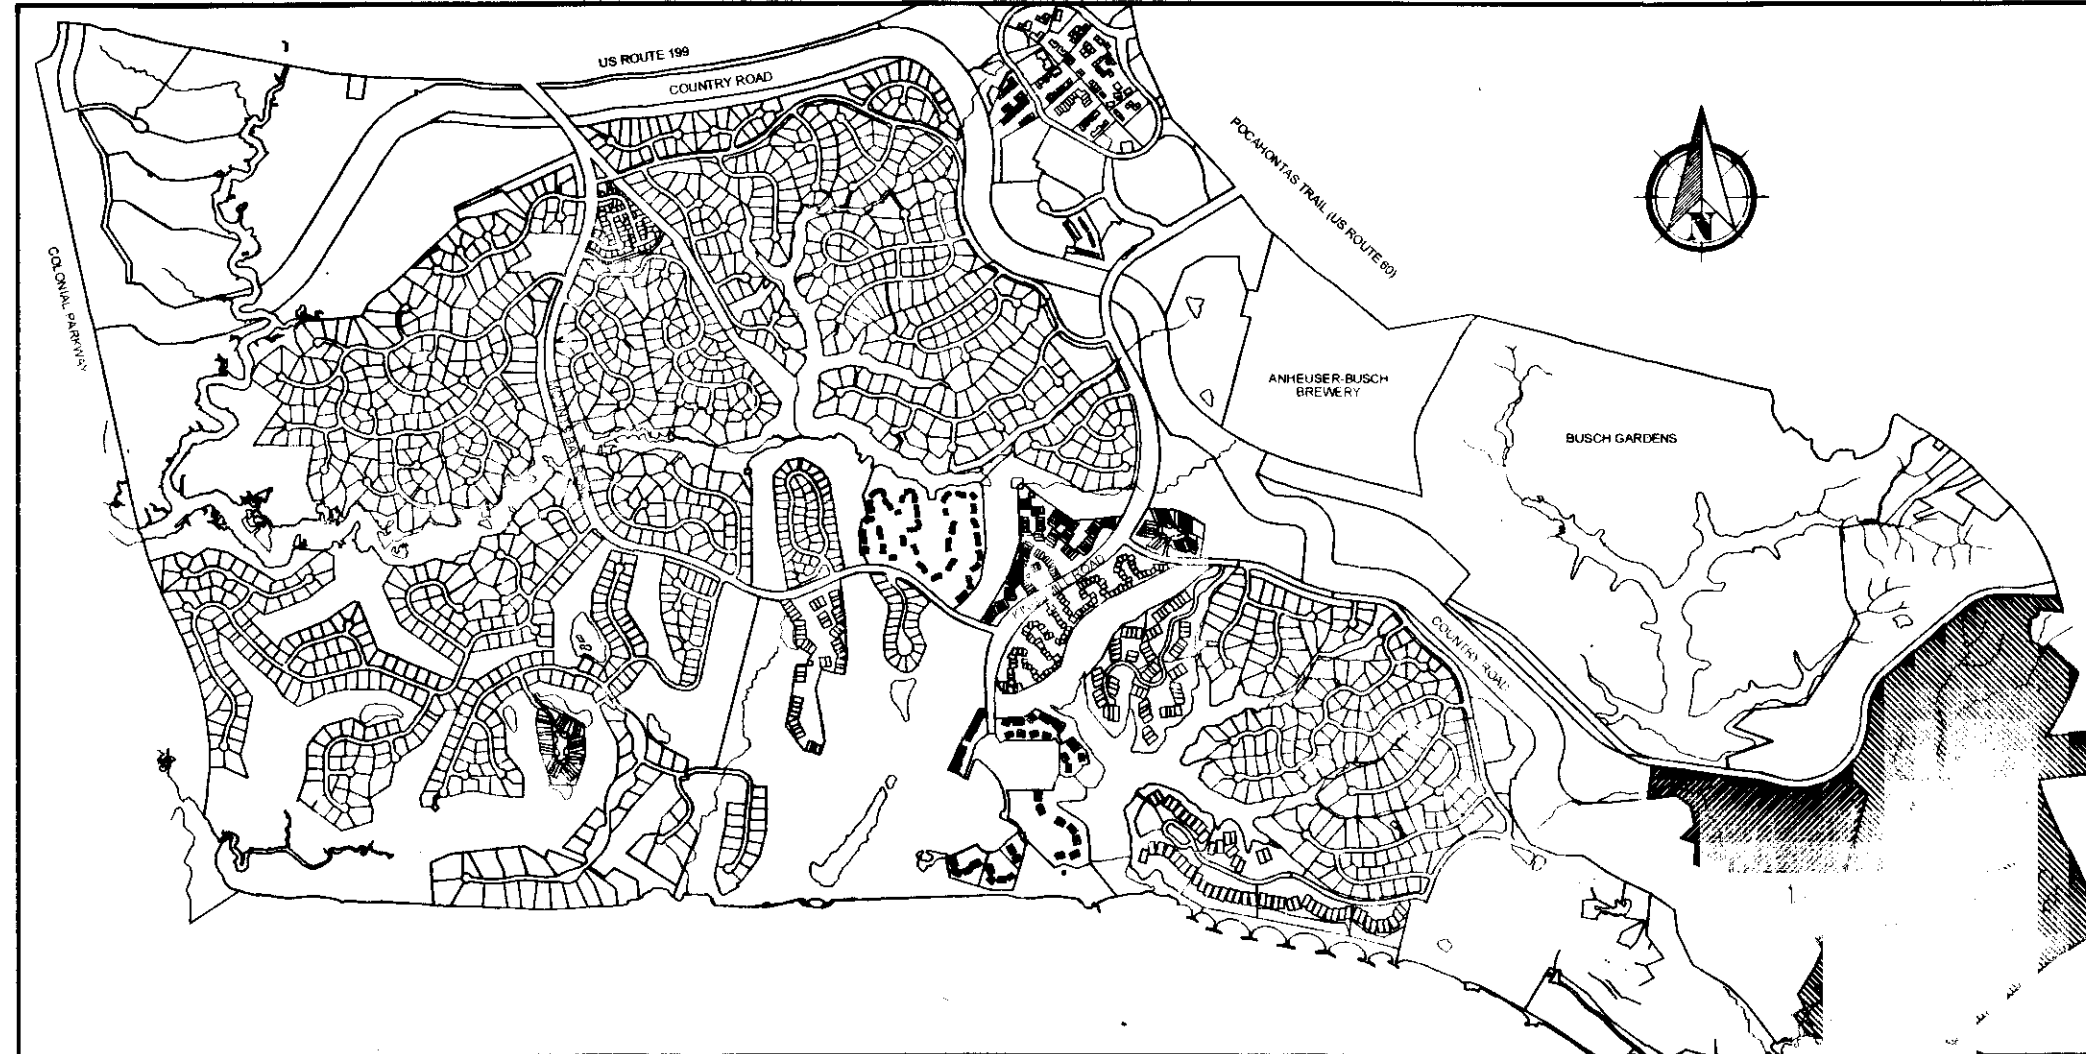 US ROUTE 199
COUNTRY ROAD
POCAHONTAS TRAIL (US ROUTE 60)
N
COLONIAL PARKWAY
ANHEUSER-BUSCH
BREWERY
BUSCH GARDENS
ROAD
COUNTRY ROAD